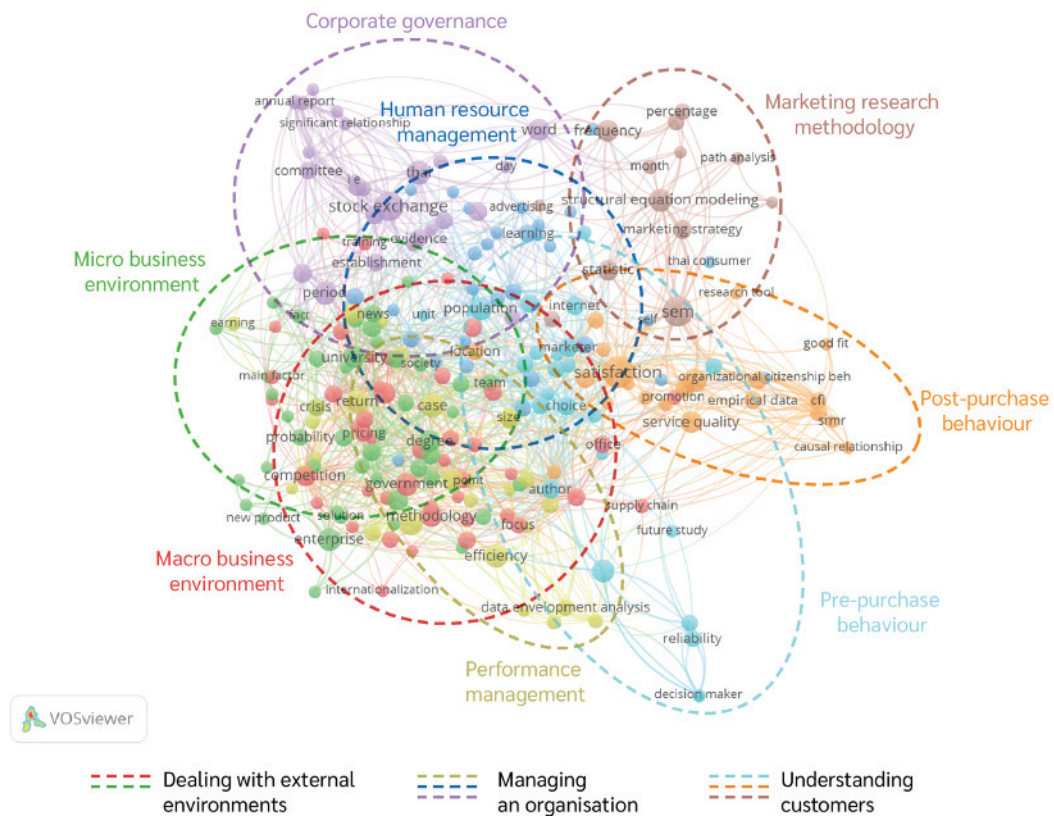 Corporate governance
annual report
significant relationship
Human resource
management
word
frequency
percentage
Marketing research
methodology
committee
e
thai
day
month
path analysis
stock exchange
advertising
structural equation modeling
training
evidence
learning
marketing strategy
Micro business
environment
establishment
statistic
thai consumer
period
population
internet
research tool
earning
fact
news
unit
self
sem
university
society
location
marketer
good fit
main factor
team
satisfaction
organizational citizenship beh
crisis
return
case
size
choice
promotion
empirical data
cfi
Post-purchase
behaviour
probability
pricing
degree
service quality
srmr
office
causal relationship
competition
government
point
author
new product
solution
methodology
focus
supply chain
future study
enterprise
efficiency
Macro business
environment
internationalization
data envelopment analysis
Pre-purchase
behaviour
reliability
Performance
management
decision maker
VOSviewer
Dealing with external
environments
Managing
an organisation
Understanding
customers